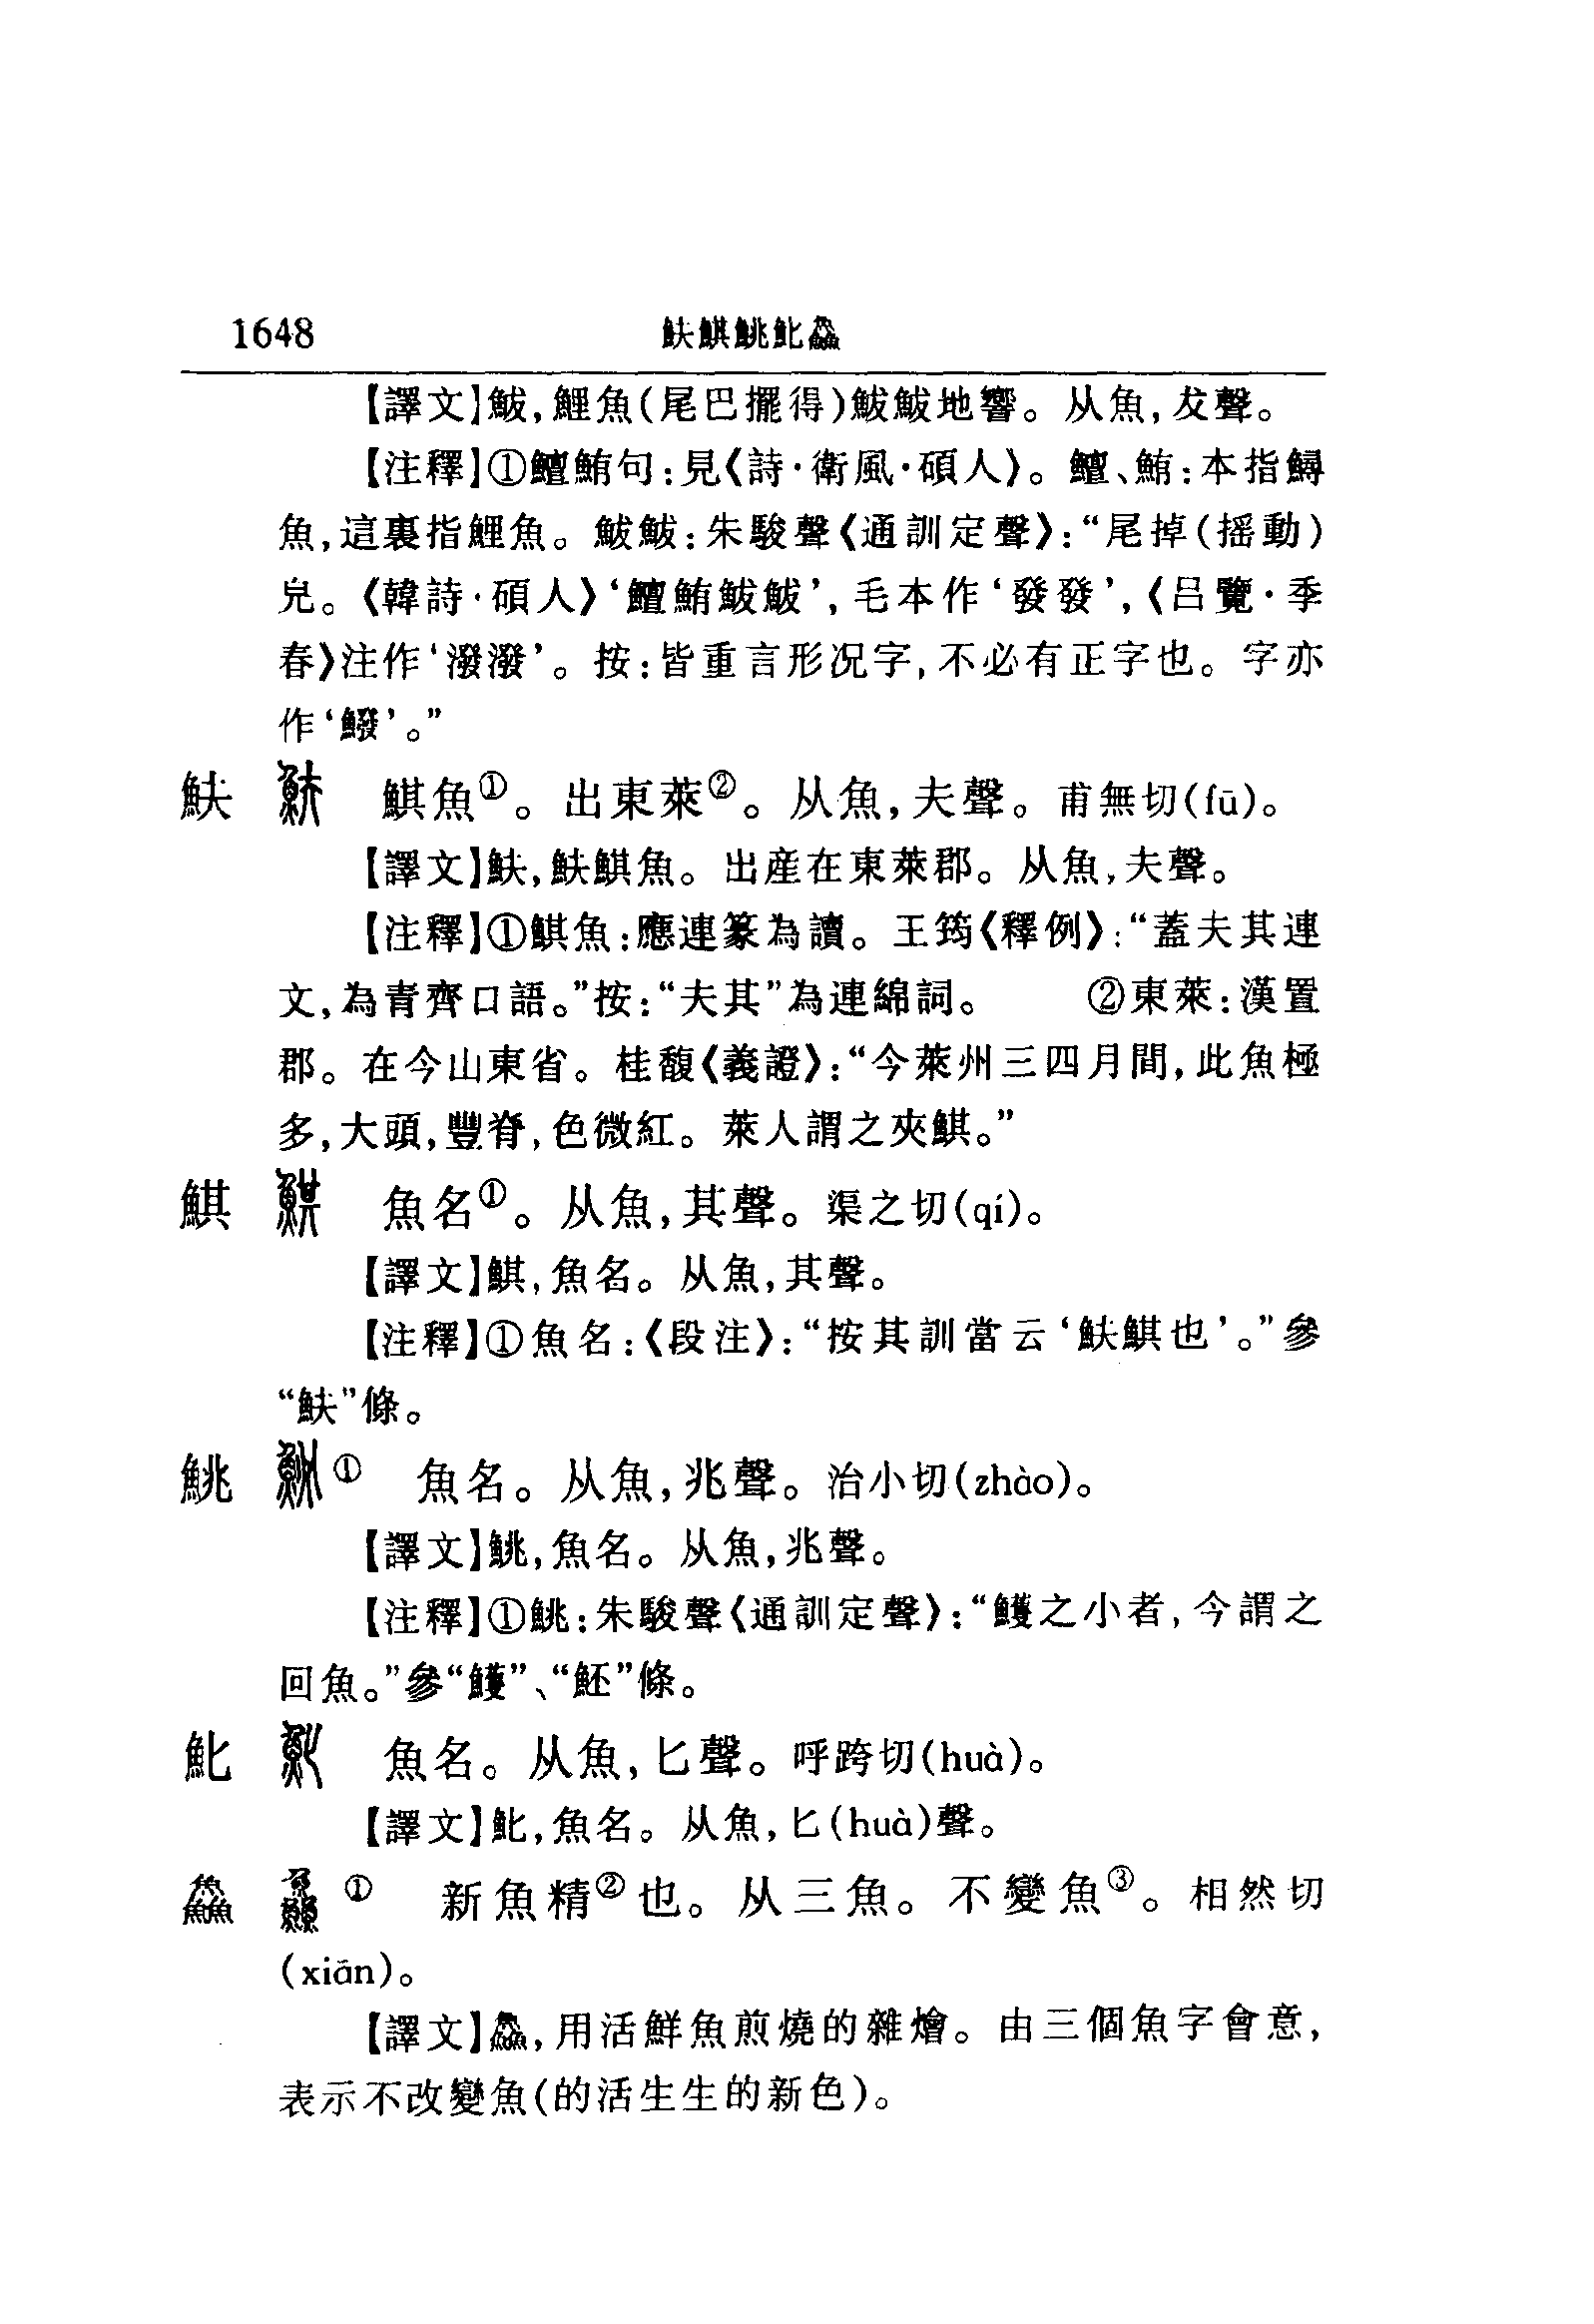 1648 䱐鯕鮡魤鱻
【譯文】鲅，鯉魚（尾巴擺得）鲅鲅地響。从魚，犮聲。
【注釋】①鱣鮪句：見《詩·衛風·碩人》。鱣、鮪：本指鱘
魚，這裏指鯉魚。鲅鲅：朱駿聲《通訓定聲》：“尾掉（摇動）
皃。《韓詩·碩人》‘鱣鮪鲅鲅’，毛本作‘發發’，《吕覽·季
春》注作‘潑潑’。按：皆重言形况字，不必有正字也。字亦
作‘鱍’。”
䱐 䱐 鯕魚①。出東萊②。从魚，夫聲。甫無切(fū)。
【譯文】䱐，䱐鯕魚。出産在東萊郡。从魚，夫聲。
【注釋】①鯕魚：應連篆為讀。王筠《釋例》：“蓋夫其連
文，為青齊口語。”按：“夫其”為連綿詞。 ②東萊：漢置
郡。在今山東省。桂馥《義證》：“今萊州三四月間，此魚極
多，大頭，豐脊，色微紅。萊人謂之夾鯕。”
鯕 鯕 魚名①。从魚，其聲。渠之切(qí)。
【譯文】鯕，魚名。从魚，其聲。
【注釋】①魚名：《段注》：“按其訓當云‘䱐鯕也’。”參
“䱐”條。
鮡 鮡① 魚名。从魚，兆聲。治小切(zhào)。
【譯文】鮡，魚名。从魚，兆聲。
【注釋】①鮡：朱駿聲《通訓定聲》：“鱯之小者，今謂之
回魚。”參“鱯”、“魾”條。
魤 魤 魚名。从魚，匕聲。呼跨切(huà)。
【譯文】魤，魚名。从魚，匕(huà)聲。
鱻 鱻① 新魚精②也。从三魚。不變魚③。相然切
(xiān)。
【譯文】鱻，用活鮮魚煎燒的雜燴。由三個魚字會意，
表示不改變魚（的活生生的新色）。